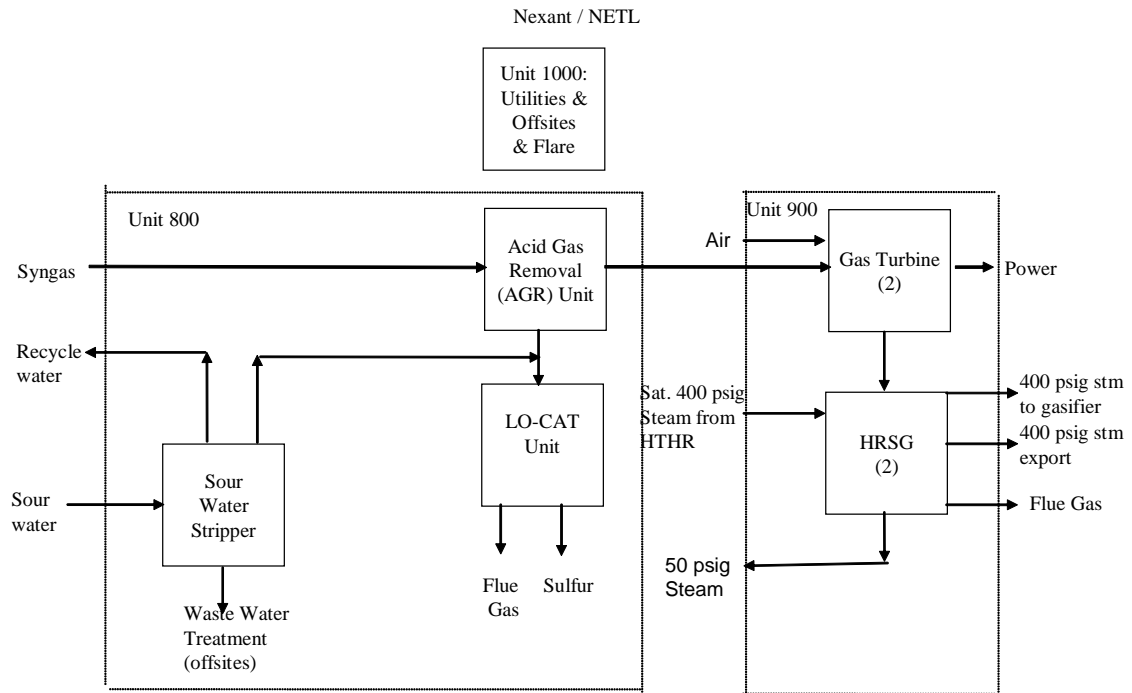 Nexant / NETL
Unit 1000:
Utilities &
Offsites
& Flare
Unit 800
Unit 900
Syngas
Acid Gas
Removal
(AGR) Unit
Air
Gas Turbine
(2)
Power
Recycle
water
LO-CAT
Unit
Sat. 400 psig
Steam from
HTHR
HRSG
(2)
400 psig stm
to gasifier
400 psig stm
export
Flue Gas
Sour
water
Sour
Water
Stripper
Flue
Gas
Sulfur
50 psig
Steam
Waste Water
Treatment
(offsites)